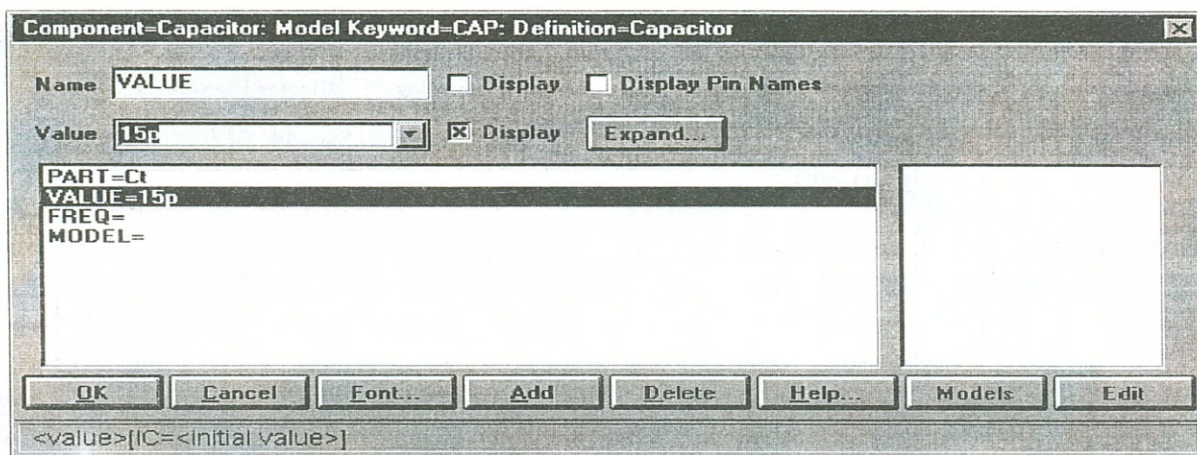 Component=Capacitor: Model Keyword=CAP: Definition=Capacitor
Name VALUE Display Display Pin Names
Value 15p Display Expand...
PART=Ct
VALUE=15p
FREQ=
MODEL=
OK Cancel Font... Add Delete Help... Models Edit
<value>[IC=<initial value>]